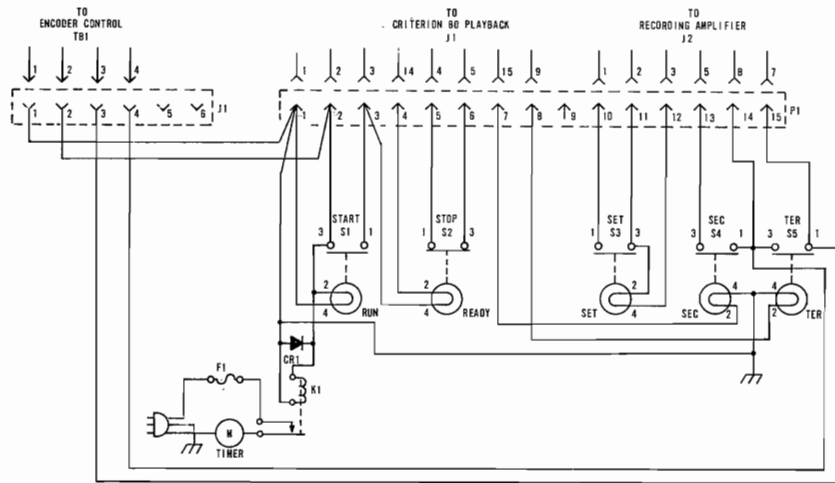 TO
ENCODER CONTROL
TB1
TO
CRITERION 80 PLAYBACK
J1
TO
RECORDING AMPLIFIER
J2
1 2 3 4
1 2 3 14 4 5 15 9
1 2 3 5 8 7
J1
1 2 3 4 5 6
P1
1 2 3 4 5 6 7 8 9 10 11 12 13 14 15
START
S1
3 1
STOP
S2
1 3
SET
S3
1 3
SEC
S4
3 1
TER
S5
3 1
2
4
RUN
2
4
READY
2
4
SET
4
2
SEC
4
2
TER
CR1
K1
F1
M
TIMER